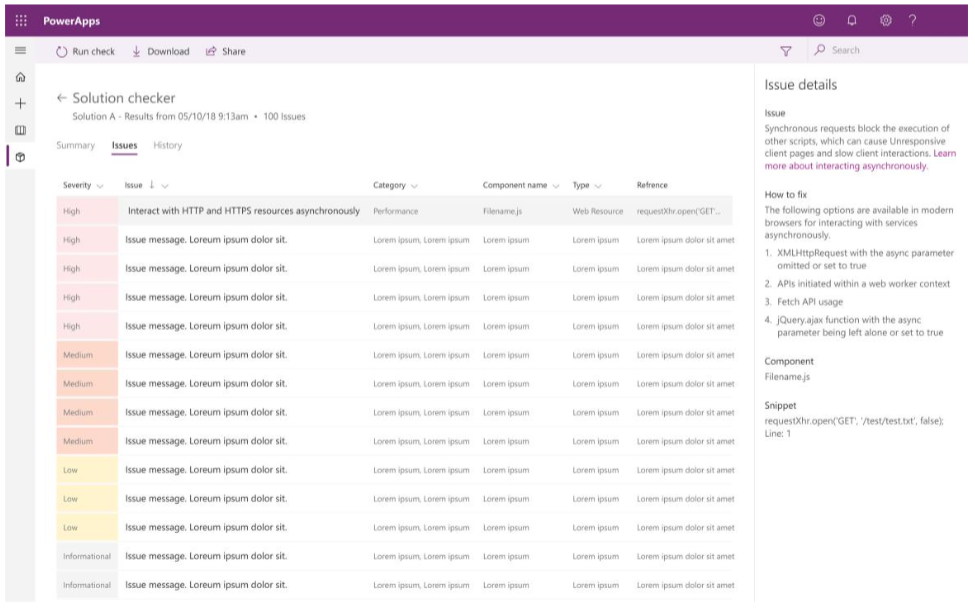 PowerApps
?
Run check Download Share Search
← Solution checker
Solution A - Results from 05/10/18 9:13am • 100 Issues
Summary Issues History
Severity Issue ↓ Category Component name Type Refrence
High Interact with HTTP and HTTPS resources asynchronously Performance Filename.js Web Resource requestXhr.open('GET'...
High Issue message. Loreum ipsum dolor sit. Lorem ipsum, Lorem ipsum Lorem ipsum Lorem ipsum Lorem ipsum dolor sit amet
High Issue message. Loreum ipsum dolor sit. Lorem ipsum, Lorem ipsum Lorem ipsum Lorem ipsum Lorem ipsum dolor sit amet
High Issue message. Loreum ipsum dolor sit. Lorem ipsum, Lorem ipsum Lorem ipsum Lorem ipsum Lorem ipsum dolor sit amet
High Issue message. Loreum ipsum dolor sit. Lorem ipsum, Lorem ipsum Lorem ipsum Lorem ipsum Lorem ipsum dolor sit amet
Medium Issue message. Loreum ipsum dolor sit. Lorem ipsum, Lorem ipsum Lorem ipsum Lorem ipsum Lorem ipsum dolor sit amet
Medium Issue message. Loreum ipsum dolor sit. Lorem ipsum, Lorem ipsum Lorem ipsum Lorem ipsum Lorem ipsum dolor sit amet
Medium Issue message. Loreum ipsum dolor sit. Lorem ipsum, Lorem ipsum Lorem ipsum Lorem ipsum Lorem ipsum dolor sit amet
Medium Issue message. Loreum ipsum dolor sit. Lorem ipsum, Lorem ipsum Lorem ipsum Lorem ipsum Lorem ipsum dolor sit amet
Low Issue message. Loreum ipsum dolor sit. Lorem ipsum, Lorem ipsum Lorem ipsum Lorem ipsum Lorem ipsum dolor sit amet
Low Issue message. Loreum ipsum dolor sit. Lorem ipsum, Lorem ipsum Lorem ipsum Lorem ipsum Lorem ipsum dolor sit amet
Low Issue message. Loreum ipsum dolor sit. Lorem ipsum, Lorem ipsum Lorem ipsum Lorem ipsum Lorem ipsum dolor sit amet
Informational Issue message. Loreum ipsum dolor sit. Lorem ipsum, Lorem ipsum Lorem ipsum Lorem ipsum Lorem ipsum dolor sit amet
Informational Issue message. Loreum ipsum dolor sit. Lorem ipsum, Lorem ipsum Lorem ipsum Lorem ipsum Lorem ipsum dolor sit amet
Issue details
Issue
Synchronous requests block the execution of
other scripts, which can cause Unresponsive
client pages and slow client interactions. Learn
more about interacting asynchronously.
How to fix
The following options are available in modern
browsers for interacting with services
asynchronously.
1. XMLHttpRequest with the async parameter
omitted or set to true
2. APIs initiated within a web worker context
3. Fetch API usage
4. jQuery.ajax function with the async
parameter being left alone or set to true
Component
Filename.js
Snippet
requestXhr.open('GET', '/test/test.txt', false);
Line: 1